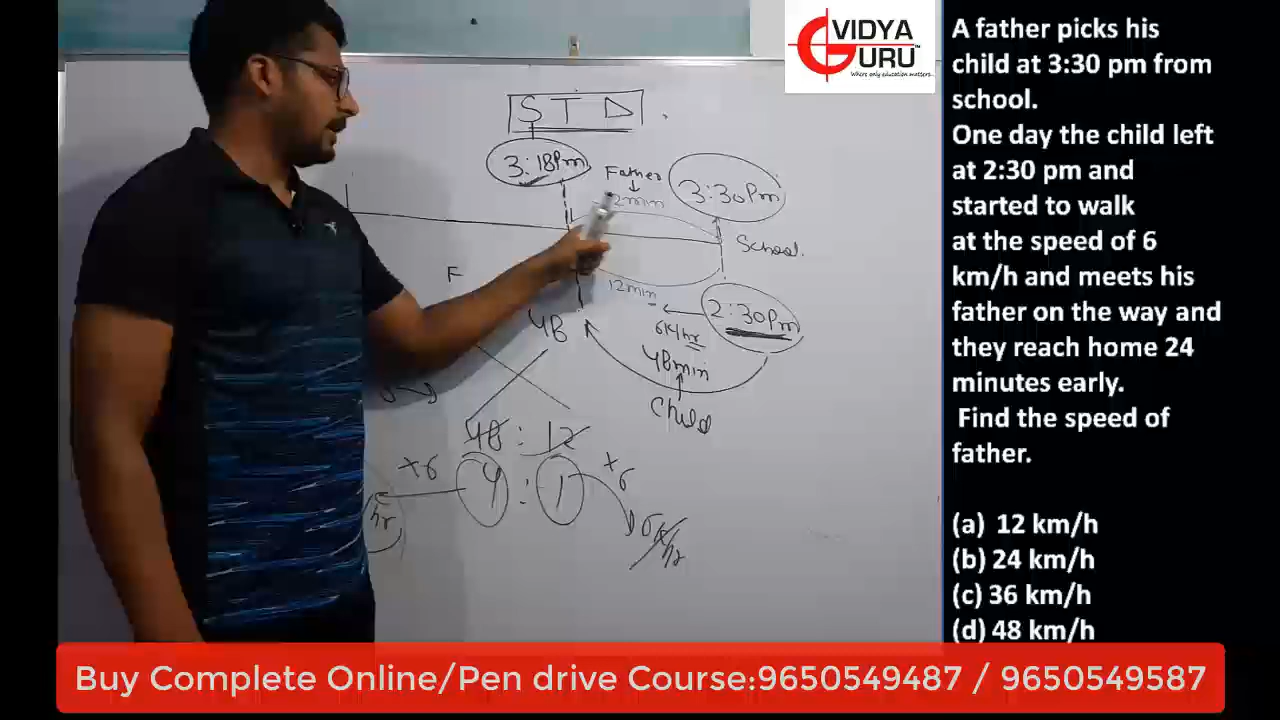 VIDYA
GURU
Where only education matters...
S T D
3:18Pm
Father
2min
3:30Pm
School.
F
12min
2:30Pm
48
6K4hr
48min
Child
48 : 12
×6
4 : 1
×6
hr
6K/hr
A father picks his
child at 3:30 pm from
school.
One day the child left
at 2:30 pm and
started to walk
at the speed of 6
km/h and meets his
father on the way and
they reach home 24
minutes early.
Find the speed of
father.
(a) 12 km/h
(b) 24 km/h
(c) 36 km/h
(d) 48 km/h
Buy Complete Online/Pen drive Course:9650549487 / 9650549587